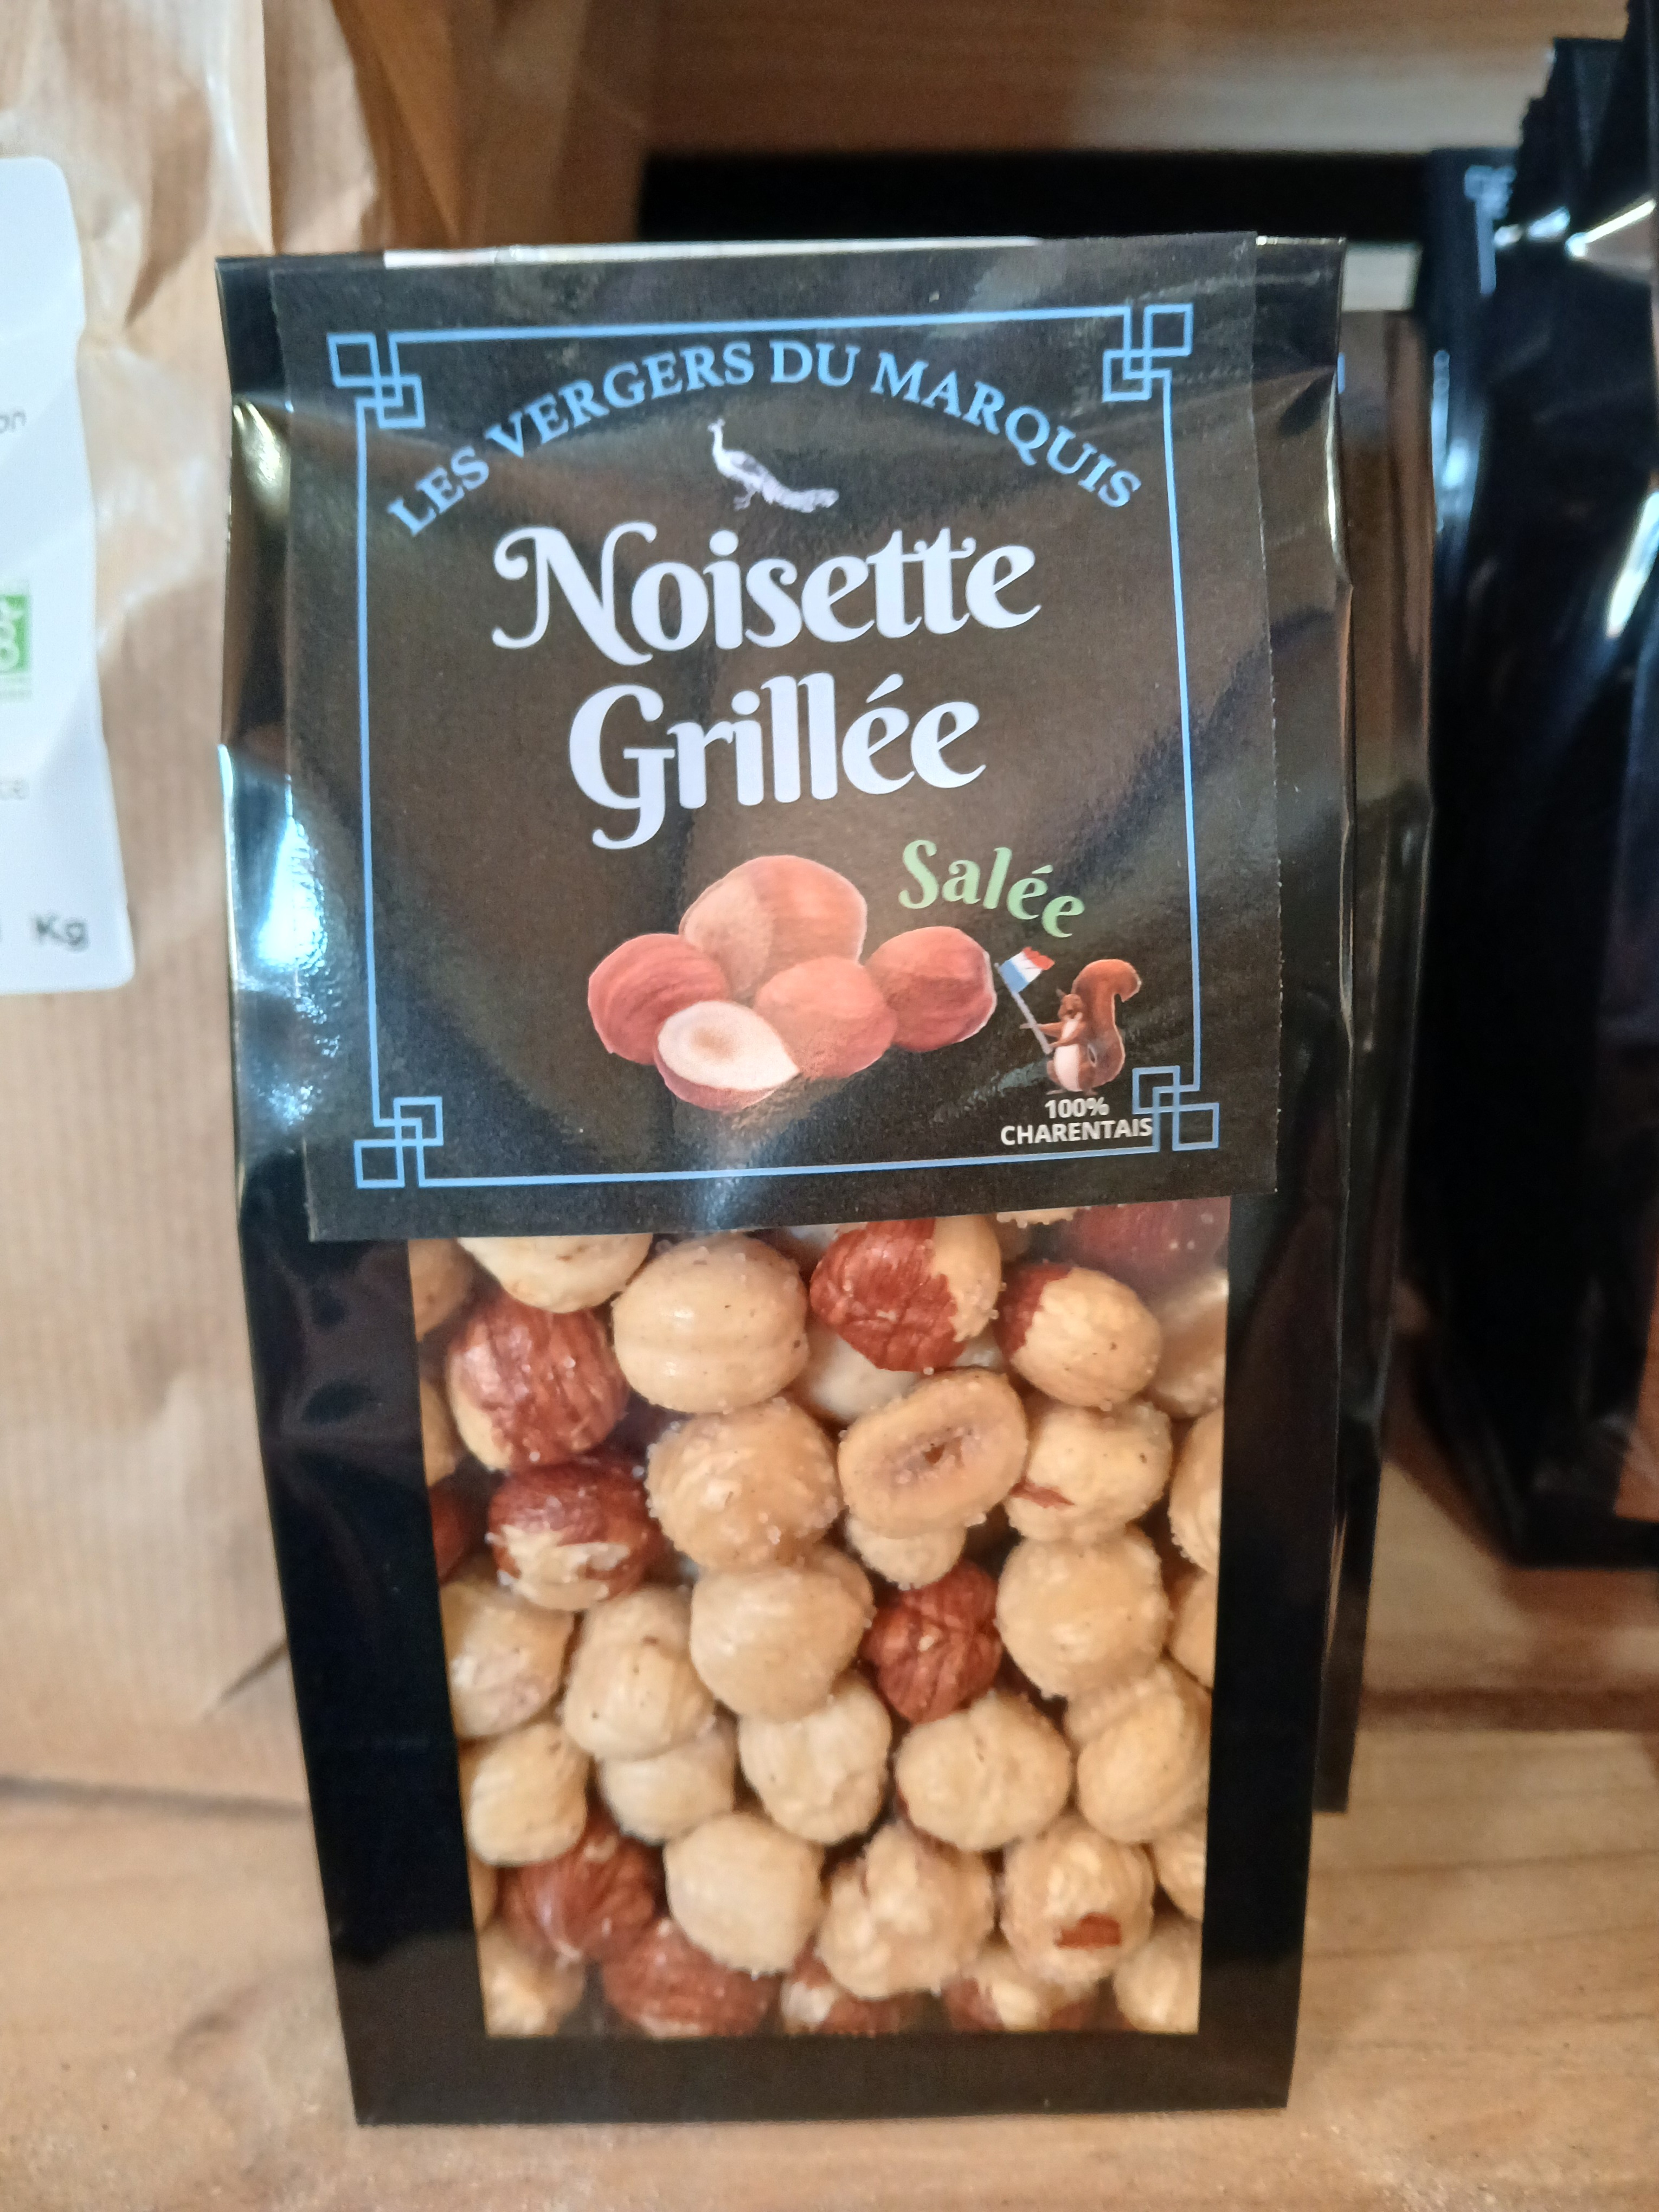 LES VERGERS DU MARQUIS
Noisette
Grillée
Salée
100%
CHARENTAIS
Kg